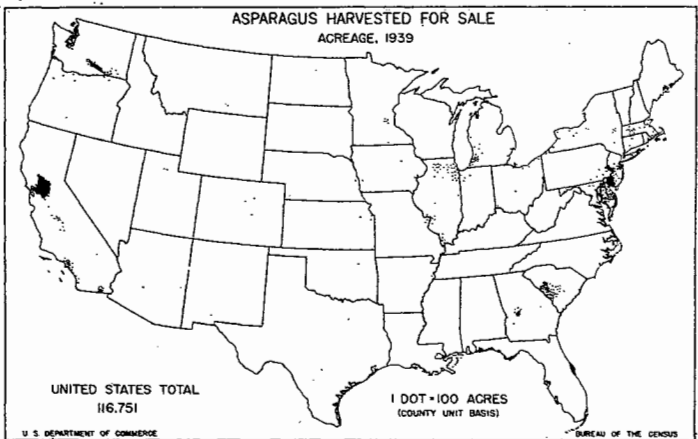 ASPARAGUS HARVESTED FOR SALE
ACREAGE, 1939
UNITED STATES TOTAL
116,751
1 DOT = 100 ACRES
(COUNTY UNIT BASIS)
U. S. DEPARTMENT OF COMMERCE
BUREAU OF THE CENSUS